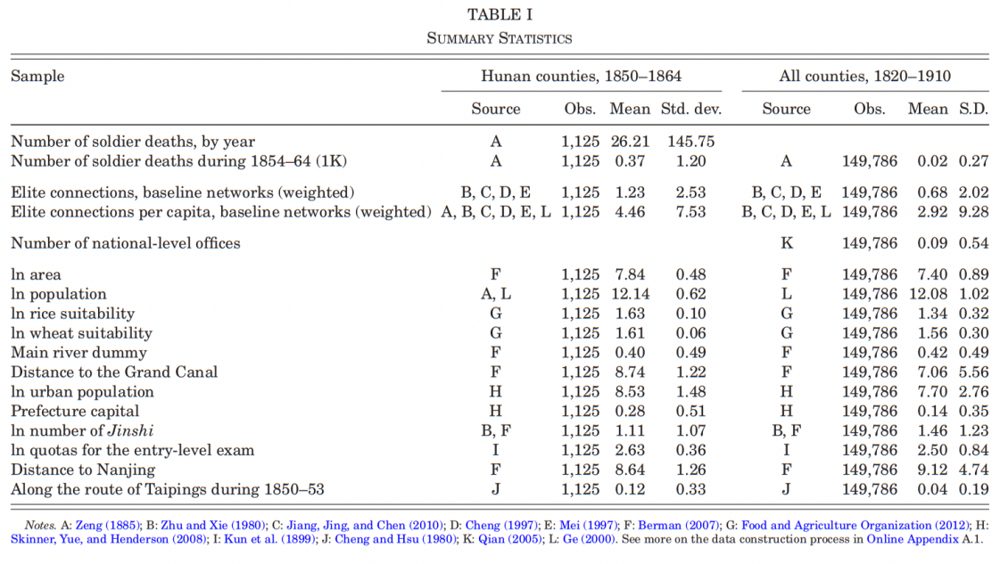 TABLE I
SUMMARY STATISTICS
Sample Hunan counties, 1850–1864 All counties, 1820–1910
Source Obs. Mean Std. dev. Source Obs. Mean S.D.
Number of soldier deaths, by year A 1,125 26.21 145.75
Number of soldier deaths during 1854–64 (1K) A 1,125 0.37 1.20 A 149,786 0.02 0.27
Elite connections, baseline networks (weighted) B, C, D, E 1,125 1.23 2.53 B, C, D, E 149,786 0.68 2.02
Elite connections per capita, baseline networks (weighted) A, B, C, D, E, L 1,125 4.46 7.53 B, C, D, E, L 149,786 2.92 9.28
Number of national-level offices K 149,786 0.09 0.54
ln area F 1,125 7.84 0.48 F 149,786 7.40 0.89
ln population A, L 1,125 12.14 0.62 L 149,786 12.08 1.02
ln rice suitability G 1,125 1.63 0.10 G 149,786 1.34 0.32
ln wheat suitability G 1,125 1.61 0.06 G 149,786 1.56 0.30
Main river dummy F 1,125 0.40 0.49 F 149,786 0.42 0.49
Distance to the Grand Canal F 1,125 8.74 1.22 F 149,786 7.06 5.56
ln urban population H 1,125 8.53 1.48 H 149,786 7.70 2.76
Prefecture capital H 1,125 0.28 0.51 H 149,786 0.14 0.35
ln number of Jinshi B, F 1,125 1.11 1.07 B, F 149,786 1.46 1.23
ln quotas for the entry-level exam I 1,125 2.63 0.36 I 149,786 2.50 0.84
Distance to Nanjing F 1,125 8.64 1.26 F 149,786 9.12 4.74
Along the route of Taipings during 1850–53 J 1,125 0.12 0.33 J 149,786 0.04 0.19
Notes. A: Zeng (1885); B: Zhu and Xie (1980); C: Jiang, Jing, and Chen (2010); D: Cheng (1997); E: Mei (1997); F: Berman (2007); G: Food and Agriculture Organization (2012); H:
Skinner, Yue, and Henderson (2008); I: Kun et al. (1899); J: Cheng and Hsu (1980); K: Qian (2005); L: Ge (2000). See more on the data construction process in Online Appendix A.1.